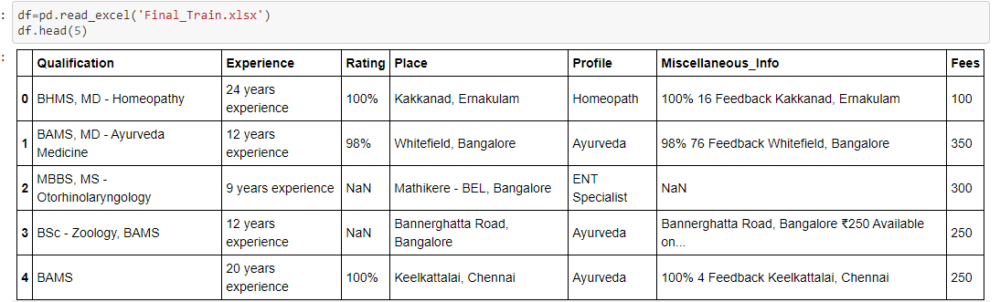 : df=pd.read_excel('Final_Train.xlsx')
df.head(5)
:
Qualification Experience Rating Place Profile Miscellaneous_Info Fees
0 BHMS, MD - Homeopathy 24 years experience 100% Kakkanad, Ernakulam Homeopath 100% 16 Feedback Kakkanad, Ernakulam 100
1 BAMS, MD - Ayurveda Medicine 12 years experience 98% Whitefield, Bangalore Ayurveda 98% 76 Feedback Whitefield, Bangalore 350
2 MBBS, MS - Otorhinolaryngology 9 years experience NaN Mathikere - BEL, Bangalore ENT Specialist NaN 300
3 BSc - Zoology, BAMS 12 years experience NaN Bannerghatta Road, Bangalore Ayurveda Bannerghatta Road, Bangalore ₹250 Available on... 250
4 BAMS 20 years experience 100% Keelkattalai, Chennai Ayurveda 100% 4 Feedback Keelkattalai, Chennai 250